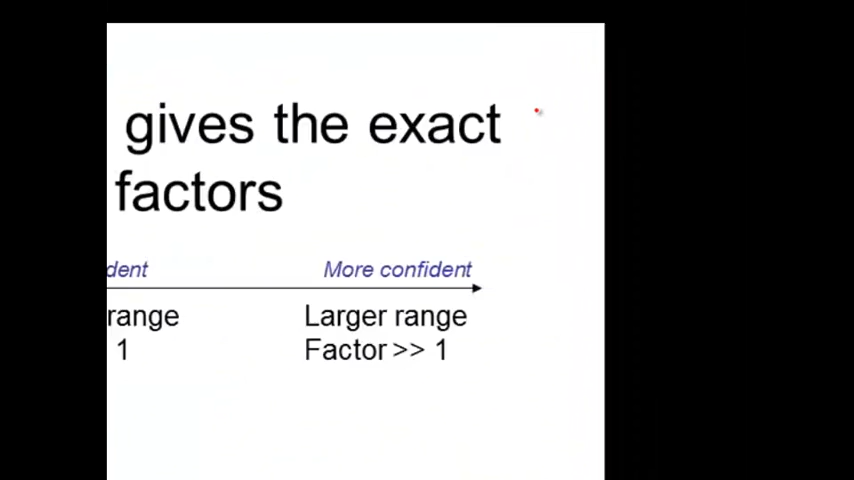 gives the exact
factors
dent More confident
range Larger range
1 Factor >> 1